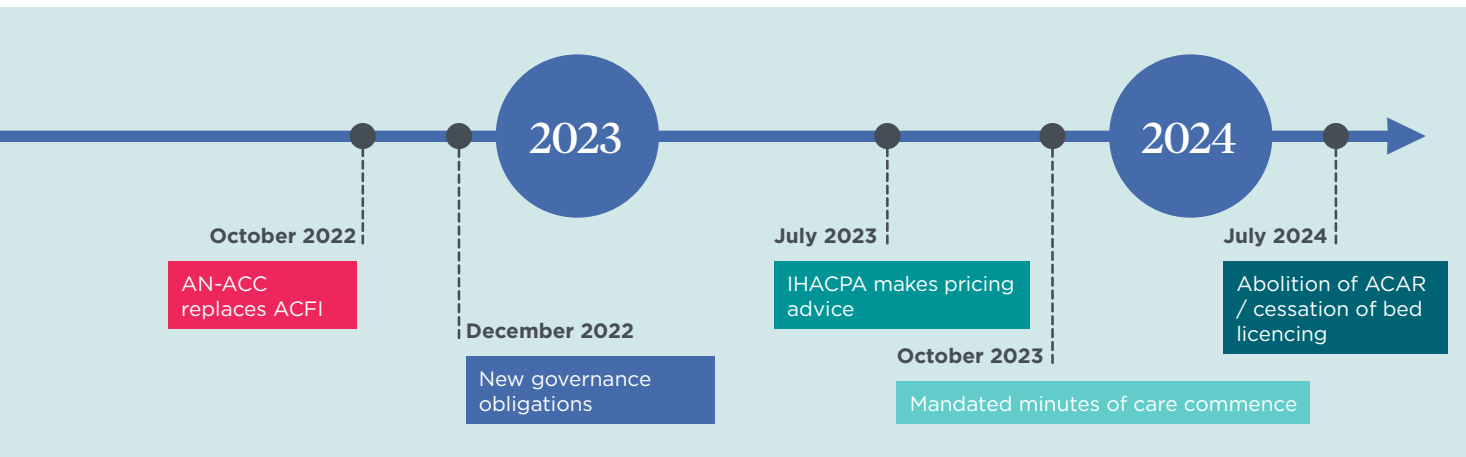 2023
2024
October 2022
AN-ACC
replaces ACFI
December 2022
New governance
obligations
July 2023
IHACPA makes pricing
advice
October 2023
Mandated minutes of care commence
July 2024
Abolition of ACAR
/ cessation of bed
licencing